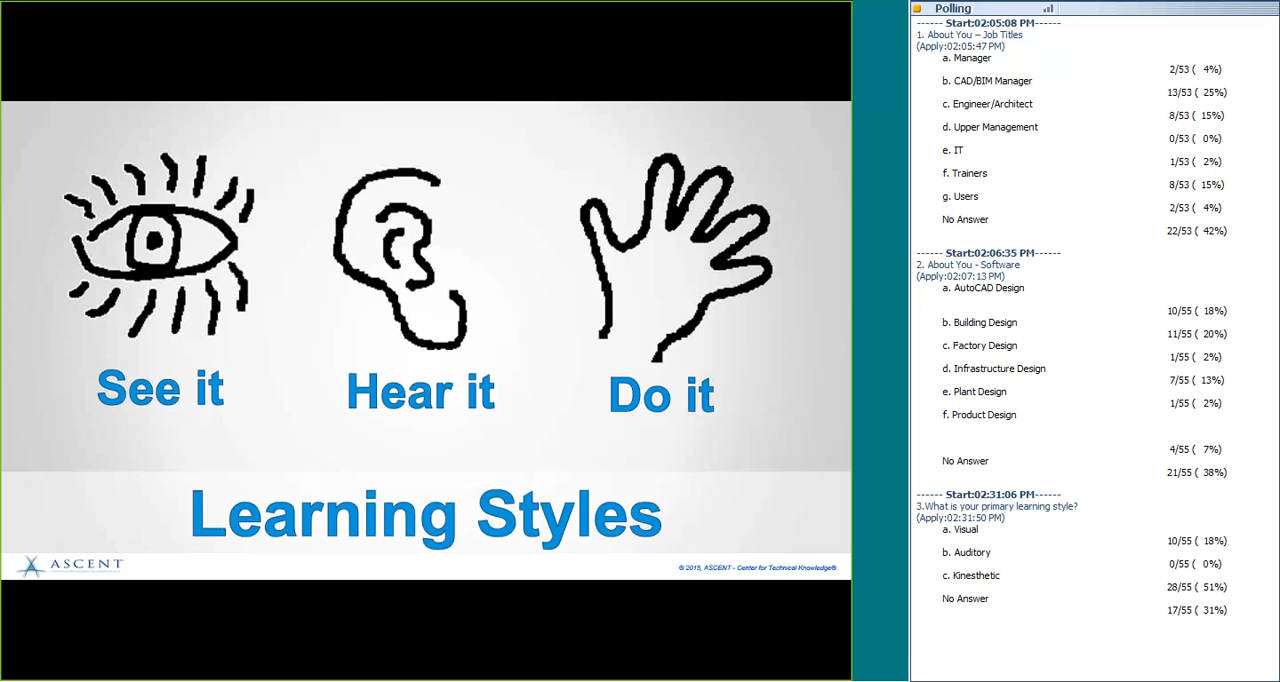 See it
Hear it
Do it
Learning Styles
ASCENT
© 2015, ASCENT - Center for Technical Knowledge®
Polling
------ Start:02:05:08 PM------
1. About You – Job Titles
(Apply:02:05:47 PM)
a. Manager
2/53 ( 4%)
b. CAD/BIM Manager
13/53 ( 25%)
c. Engineer/Architect
8/53 ( 15%)
d. Upper Management
0/53 ( 0%)
e. IT
1/53 ( 2%)
f. Trainers
8/53 ( 15%)
g. Users
2/53 ( 4%)
No Answer
22/53 ( 42%)
------ Start:02:06:35 PM------
2. About You - Software
(Apply:02:07:13 PM)
a. AutoCAD Design
10/55 ( 18%)
b. Building Design
11/55 ( 20%)
c. Factory Design
1/55 ( 2%)
d. Infrastructure Design
7/55 ( 13%)
e. Plant Design
1/55 ( 2%)
f. Product Design
4/55 ( 7%)
No Answer
21/55 ( 38%)
------ Start:02:31:06 PM------
3.What is your primary learning style?
(Apply:02:31:50 PM)
a. Visual
10/55 ( 18%)
b. Auditory
0/55 ( 0%)
c. Kinesthetic
28/55 ( 51%)
No Answer
17/55 ( 31%)